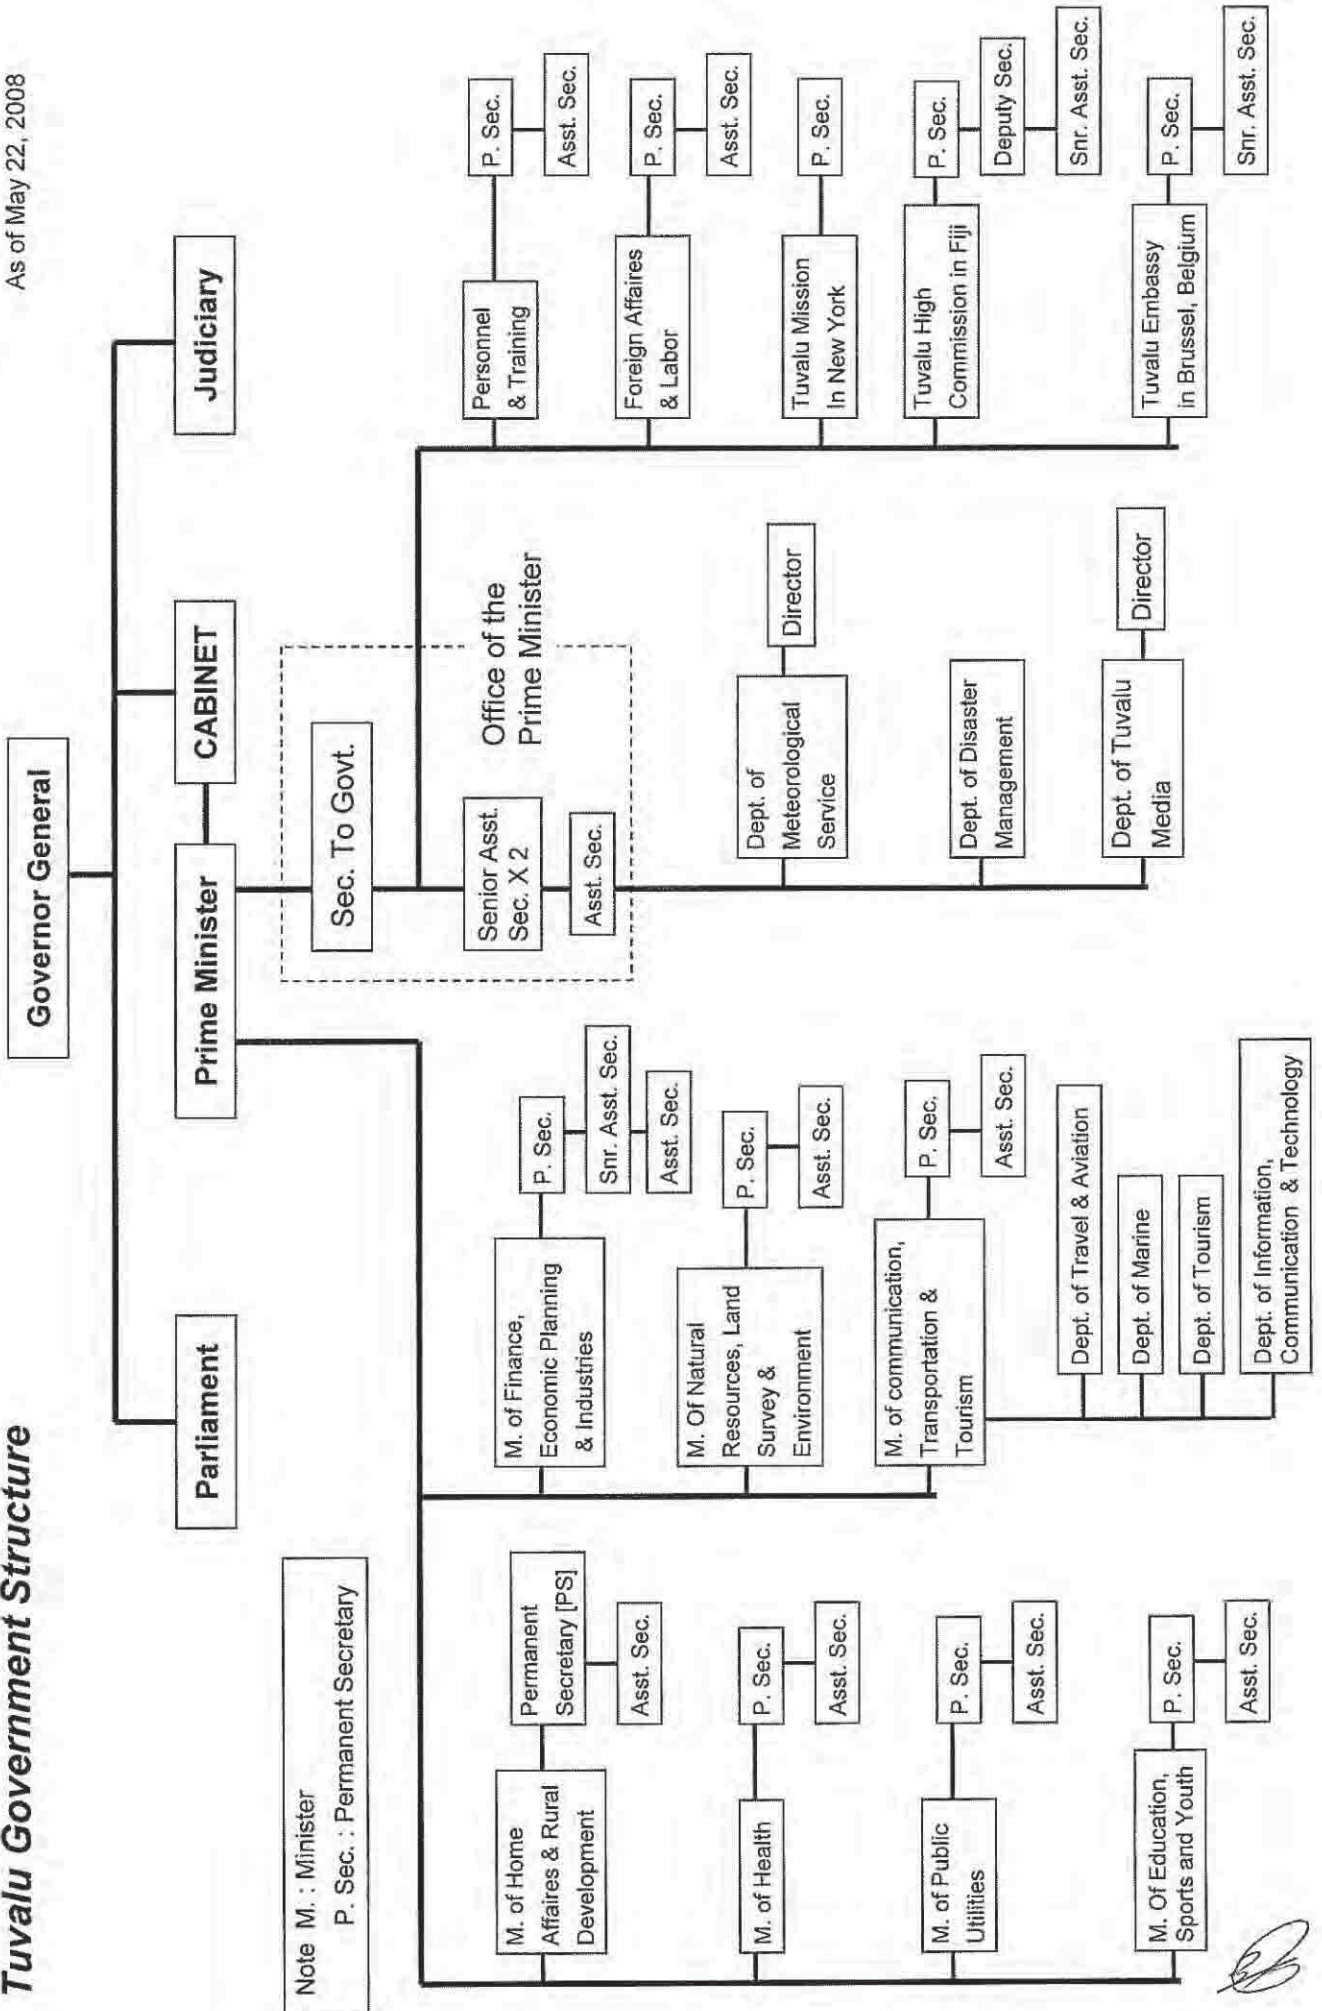 Tuvalu Government Structure
As of May 22, 2008
Governor General
Parliament
Prime Minister
CABINET
Judiciary
Note M. : Minister
P. Sec. : Permanent Secretary
Sec. To Govt.
Senior Asst.
Sec. X 2
Asst. Sec.
Office of the
Prime Minister
M. of Home
Affaires & Rural
Development
Permanent
Secretary [PS]
Asst. Sec.
M. of Health
P. Sec.
Asst. Sec.
M. of Public
Utilities
P. Sec.
Asst. Sec.
M. Of Education,
Sports and Youth
P. Sec.
Asst. Sec.
M. of Finance,
Economic Planning
& Industries
P. Sec.
Snr. Asst. Sec.
Asst. Sec.
M. Of Natural
Resources, Land
Survey &
Environment
P. Sec.
Asst. Sec.
M. of communication,
Transportation &
Tourism
P. Sec.
Asst. Sec.
Dept. of Travel & Aviation
Dept. of Marine
Dept. of Tourism
Dept. of Information,
Communication & Technology
Dept. of
Meteorological
Service
Director
Dept. of Disaster
Management
Dept. of Tuvalu
Media
Director
Personnel
& Training
P. Sec.
Asst. Sec.
Foreign Affaires
& Labor
P. Sec.
Asst. Sec.
Tuvalu Mission
In New York
P. Sec.
Tuvalu High
Commission in Fiji
P. Sec.
Deputy Sec.
Snr. Asst. Sec.
Tuvalu Embassy
in Brussel, Belgium
P. Sec.
Snr. Asst. Sec.